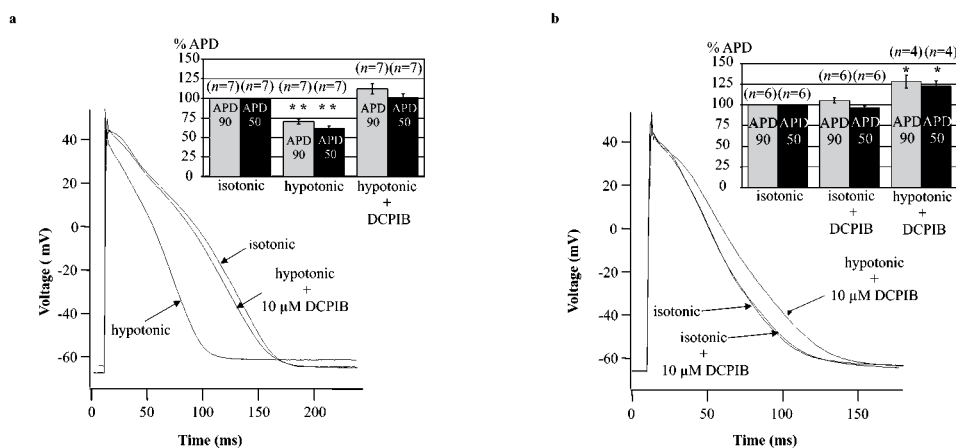 a
% APD
150
125
100
75
50
25
(n=7) (n=7)
(n=7) (n=7)
(n=7)(n=7)
* *
* *
APD 90
APD 50
APD 90
APD 50
APD 90
APD 50
isotonic
hypotonic
hypotonic
+
DCPIB
40
20
0
-20
-40
-60
Voltage ( mV)
isotonic
hypotonic
+
10 µM DCPIB
hypotonic
0
50
100
150
200
Time (ms)
b
% APD
150
125
100
75
50
25
(n=6)(n=6)
(n=6)(n=6)
(n=4)(n=4)
*
*
APD 90
APD 50
APD 90
APD 50
APD 90
APD 50
isotonic
isotonic
+
DCPIB
hypotonic
+
DCPIB
40
20
0
-20
-40
-60
Voltage ( mV)
hypotonic
+
10 µM DCPIB
isotonic
isotonic
+
10 µM DCPIB
0
50
100
150
Time (ms)